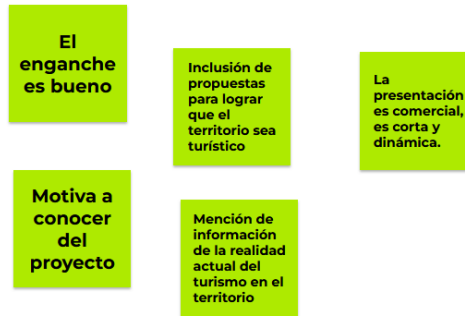 El
enganche
es bueno
Inclusión de
propuestas
para lograr
que el
territorio sea
turístico
La
presentación
es comercial,
es corta y
dinámica.
Motiva a
conocer
del
proyecto
Mención de
información
de la realidad
actual del
turismo en el
territorio